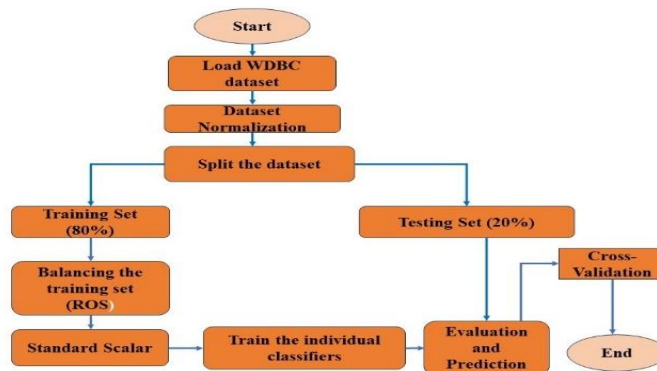 Start
Load WDBC
dataset
Dataset
Normalization
Split the dataset
Training Set
(80%)
Testing Set (20%)
Balancing the
training set
(ROS)
Cross-
Validation
Standard Scalar
Train the individual
classifiers
Evaluation
and
Prediction
End